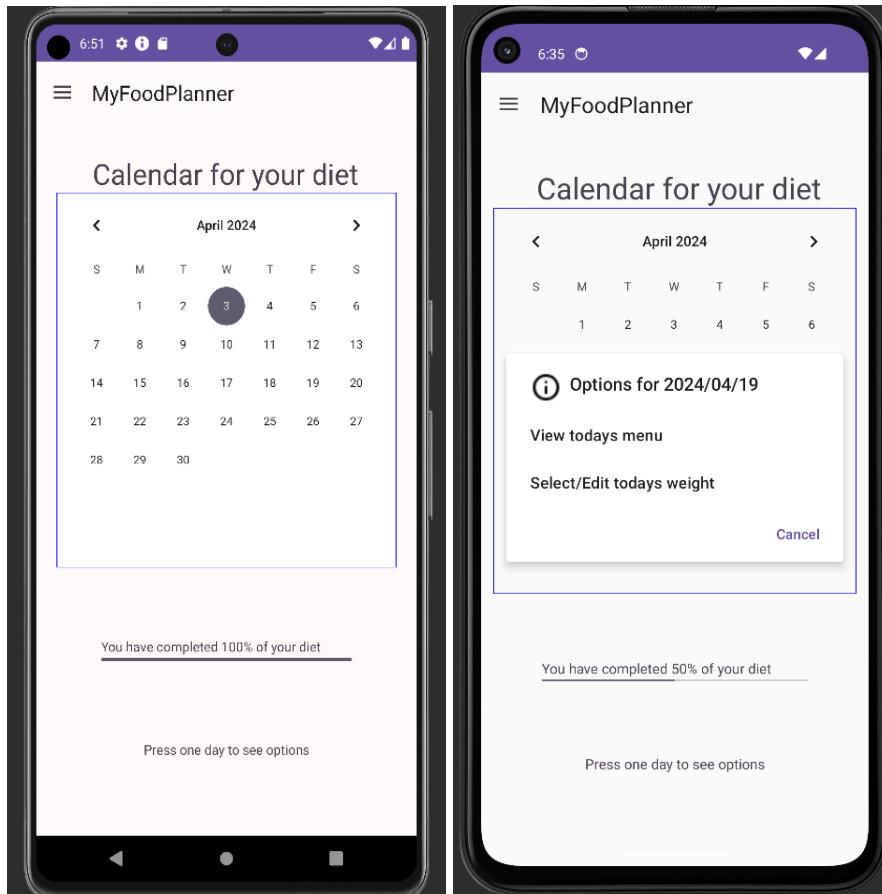 6:51
MyFoodPlanner
Calendar for your diet
April 2024
S M T W T F S
1 2 3 4 5 6
7 8 9 10 11 12 13
14 15 16 17 18 19 20
21 22 23 24 25 26 27
28 29 30
You have completed 100% of your diet
Press one day to see options
6:35
MyFoodPlanner
Calendar for your diet
April 2024
S M T W T F S
1 2 3 4 5 6
Options for 2024/04/19
View todays menu
Select/Edit todays weight
Cancel
You have completed 50% of your diet
Press one day to see options